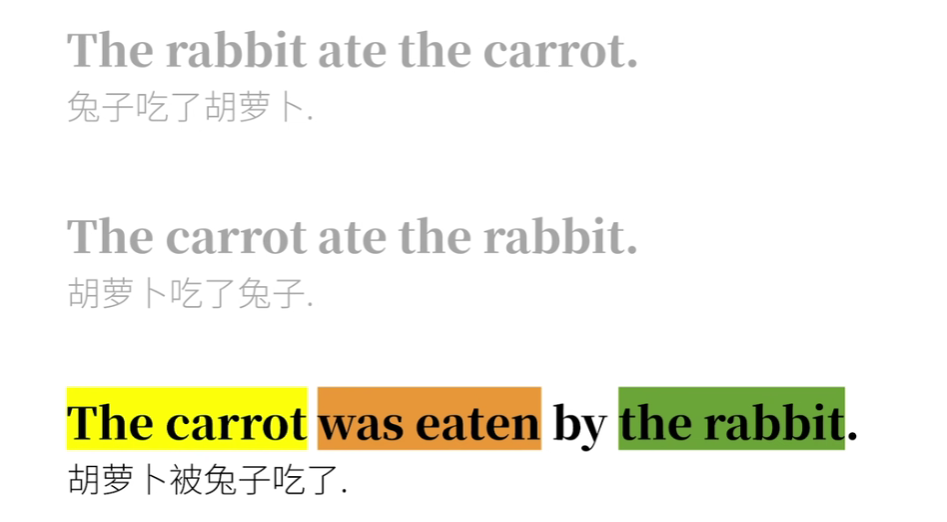 The rabbit ate the carrot.
兔子吃了胡萝卜.
The carrot ate the rabbit.
胡萝卜吃了兔子.
The carrot was eaten by the rabbit.
胡萝卜被兔子吃了.